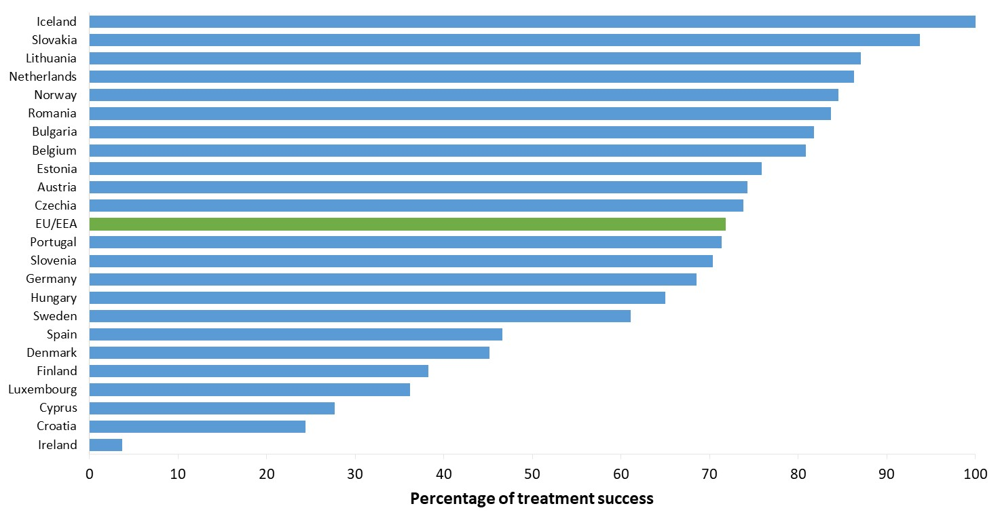 Iceland
Slovakia
Lithuania
Netherlands
Norway
Romania
Bulgaria
Belgium
Estonia
Austria
Czechia
EU/EEA
Portugal
Slovenia
Germany
Hungary
Sweden
Spain
Denmark
Finland
Luxembourg
Cyprus
Croatia
Ireland
0 10 20 30 40 50 60 70 80 90 100
Percentage of treatment success